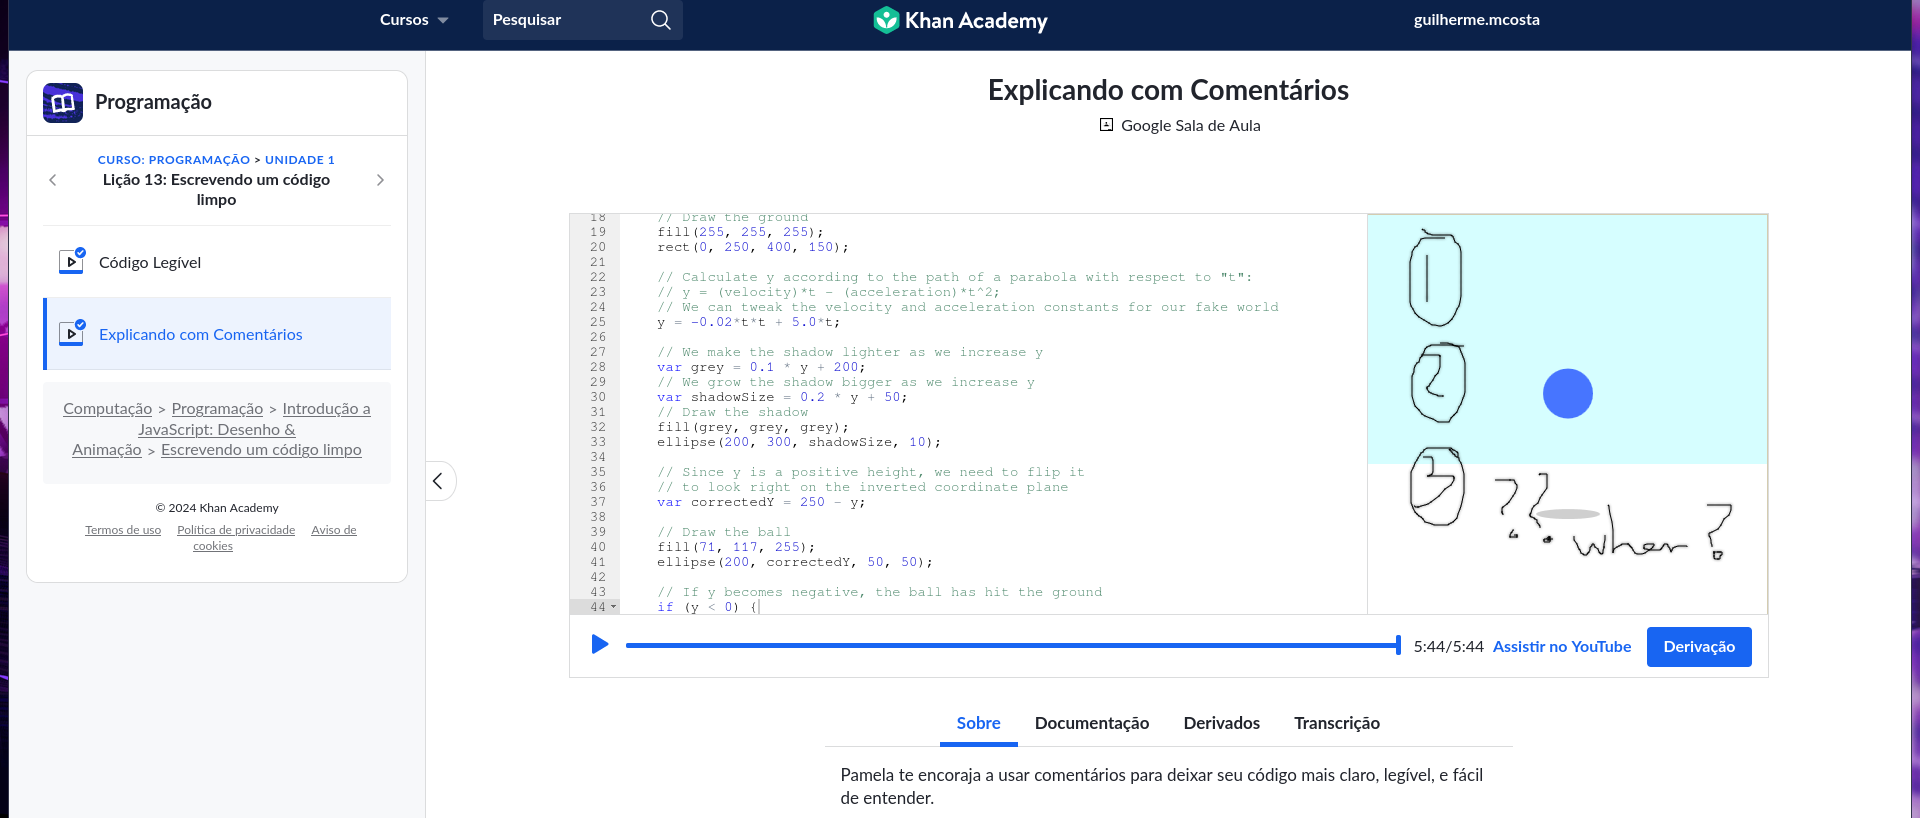 Cursos
Pesquisar
Khan Academy
guilherme.mcosta
Programação
CURSO: PROGRAMAÇÃO > UNIDADE 1
Lição 13: Escrevendo um código
limpo
Código Legível
Explicando com Comentários
Computação > Programação > Introdução a
JavaScript: Desenho &
Animação > Escrevendo um código limpo
© 2024 Khan Academy
Termos de uso Política de privacidade Aviso de
cookies
Explicando com Comentários
Google Sala de Aula
18 // Draw the ground
19 fill(255, 255, 255);
20 rect(0, 250, 400, 150);
21
22 // Calculate y according to the path of a parabola with respect to "t":
23 // y = (velocity)*t - (acceleration)*t^2;
24 // We can tweak the velocity and acceleration constants for our fake world
25 y = -0.02*t*t + 5.0*t;
26
27 // We make the shadow lighter as we increase y
28 var grey = 0.1 * y + 200;
29 // We grow the shadow bigger as we increase y
30 var shadowSize = 0.2 * y + 50;
31 // Draw the shadow
32 fill(grey, grey, grey);
33 ellipse(200, 300, shadowSize, 10);
34
35 // Since y is a positive height, we need to flip it
36 // to look right on the inverted coordinate plane
37 var correctedY = 250 - y;
38
39 // Draw the ball
40 fill(71, 117, 255);
41 ellipse(200, correctedY, 50, 50);
42
43 // If y becomes negative, the ball has hit the ground
44 if (y < 0) {
1
2
3 ?? when?
5:44/5:44 Assistir no YouTube Derivação
Sobre Documentação Derivados Transcrição
Pamela te encoraja a usar comentários para deixar seu código mais claro, legível, e fácil
de entender.